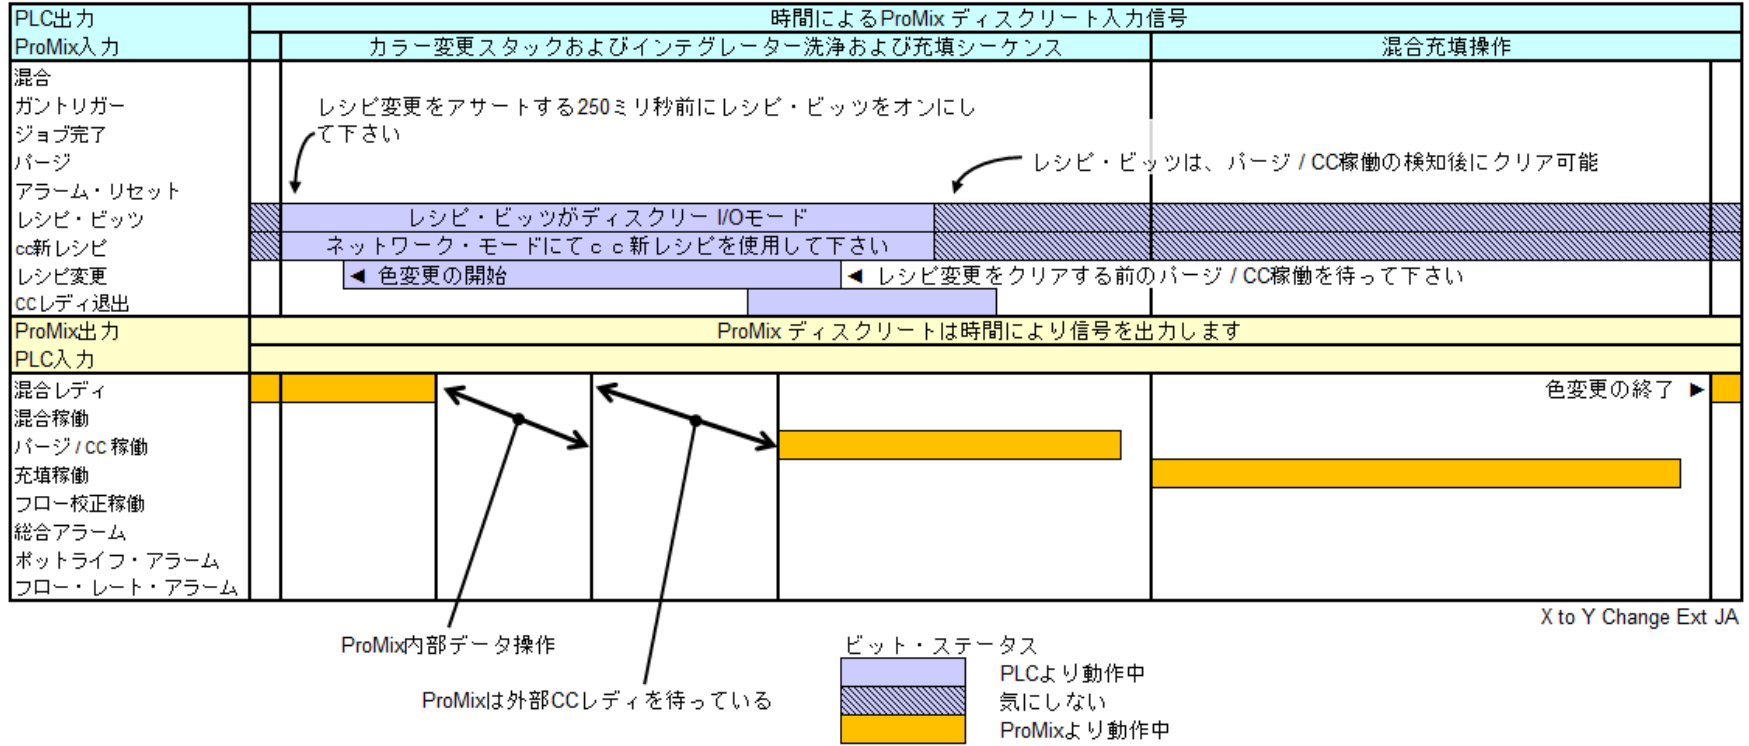 PLC出力
時間によるProMix ディスクリート入力信号
ProMix入力
カラー変更スタックおよびインテグレーター洗浄および充填シーケンス
混合充填操作
混合
ガントリガー
ジョブ完了
パージ
アラーム・リセット
レシピ・ビッツ
cc新レシピ
レシピ変更
CCレディ退出
レシピ変更をアサートする250ミリ秒前にレシピ・ビッツをオンにし
て下さい
レシピ・ビッツは、パージ / CC稼働の検知後にクリア可能
レシピ・ビッツがディスクリー I/Oモード
ネットワーク・モードにてｃｃ新レシピを使用して下さい
◄ 色変更の開始
◄ レシピ変更をクリアする前のパージ / CC稼働を待って下さい
ProMix出力
ProMix ディスクリートは時間により信号を出力します
PLC入力
混合レディ
混合稼働
パージ / CC 稼働
充填稼働
フロー校正稼働
総合アラーム
ポットライフ・アラーム
フロー・レート・アラーム
色変更の終了 ►
X to Y Change Ext JA
ProMix内部データ操作
ProMixは外部CCレディを待っている
ビット・ステータス
PLCより動作中
気にしない
ProMixより動作中